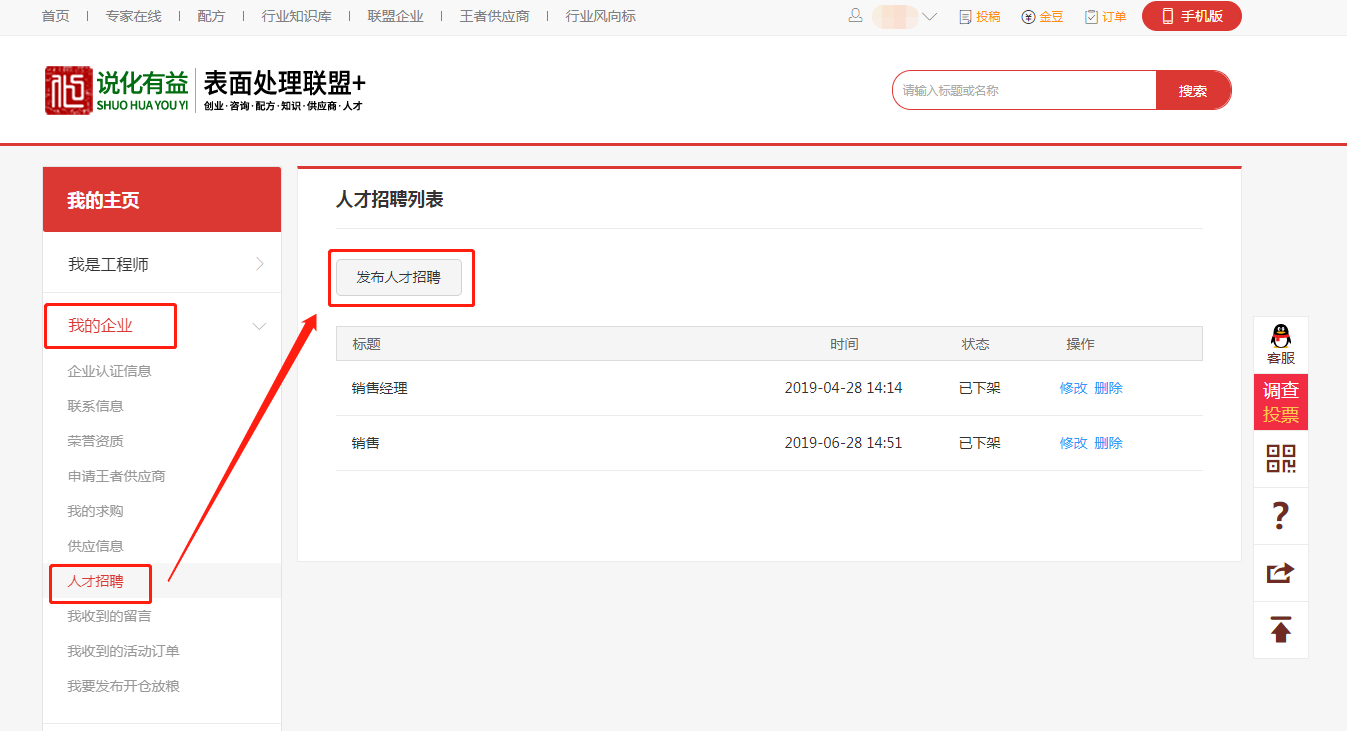 首页 | 专家在线 | 配方 | 行业知识库 | 联盟企业 | 王者供应商 | 行业风向标
投稿 金豆 订单 手机版
说化有益 表面处理联盟+
SHUO HUA YOU YI 创业·咨询·配方·知识·供应商·人才
请输入标题或名称 搜索
我的主页
我是工程师
我的企业
企业认证信息
联系信息
荣誉资质
申请王者供应商
我的求购
供应信息
人才招聘
我收到的留言
我收到的活动订单
我要发布开仓放粮
人才招聘列表
发布人才招聘
标题 时间 状态 操作
销售经理 2019-04-28 14:14 已下架 修改 删除
销售 2019-06-28 14:51 已下架 修改 删除
客服
调查
投票
?